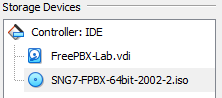 Storage Devices
Controller: IDE
FreePBX-Lab.vdi
SNG7-FPBX-64bit-2002-2.iso